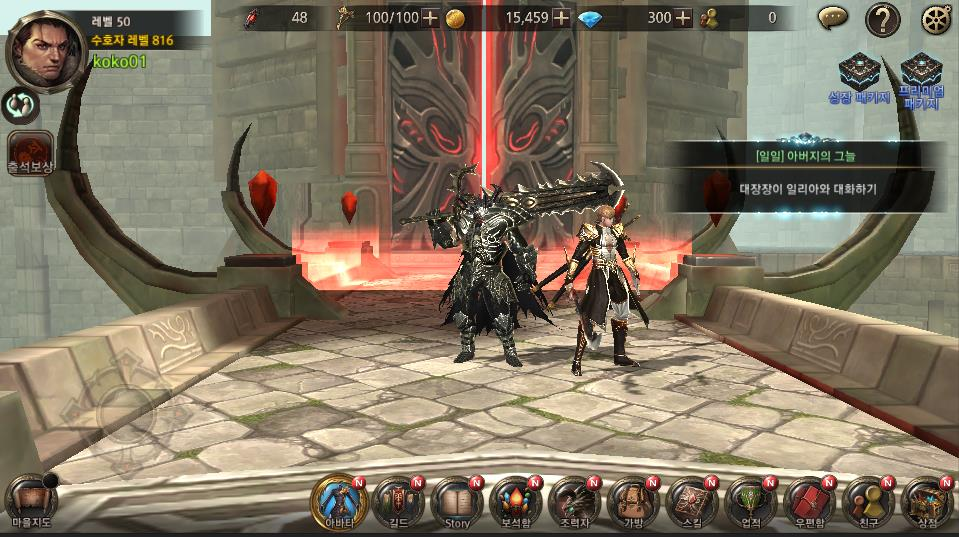 레벨 50
수호자 레벨 816
koko01
48
100/100
15,459
300
0
성장 패키지
프리미엄
패키지
출석보상
[일일] 아버지의 그늘
대장장이 일리아와 대화하기
마을지도
아바타
길드
Story
보석함
조력자
가방
스킬
업적
우편함
친구
상점
N
N
N
N
N
N
N
N
N
N
N